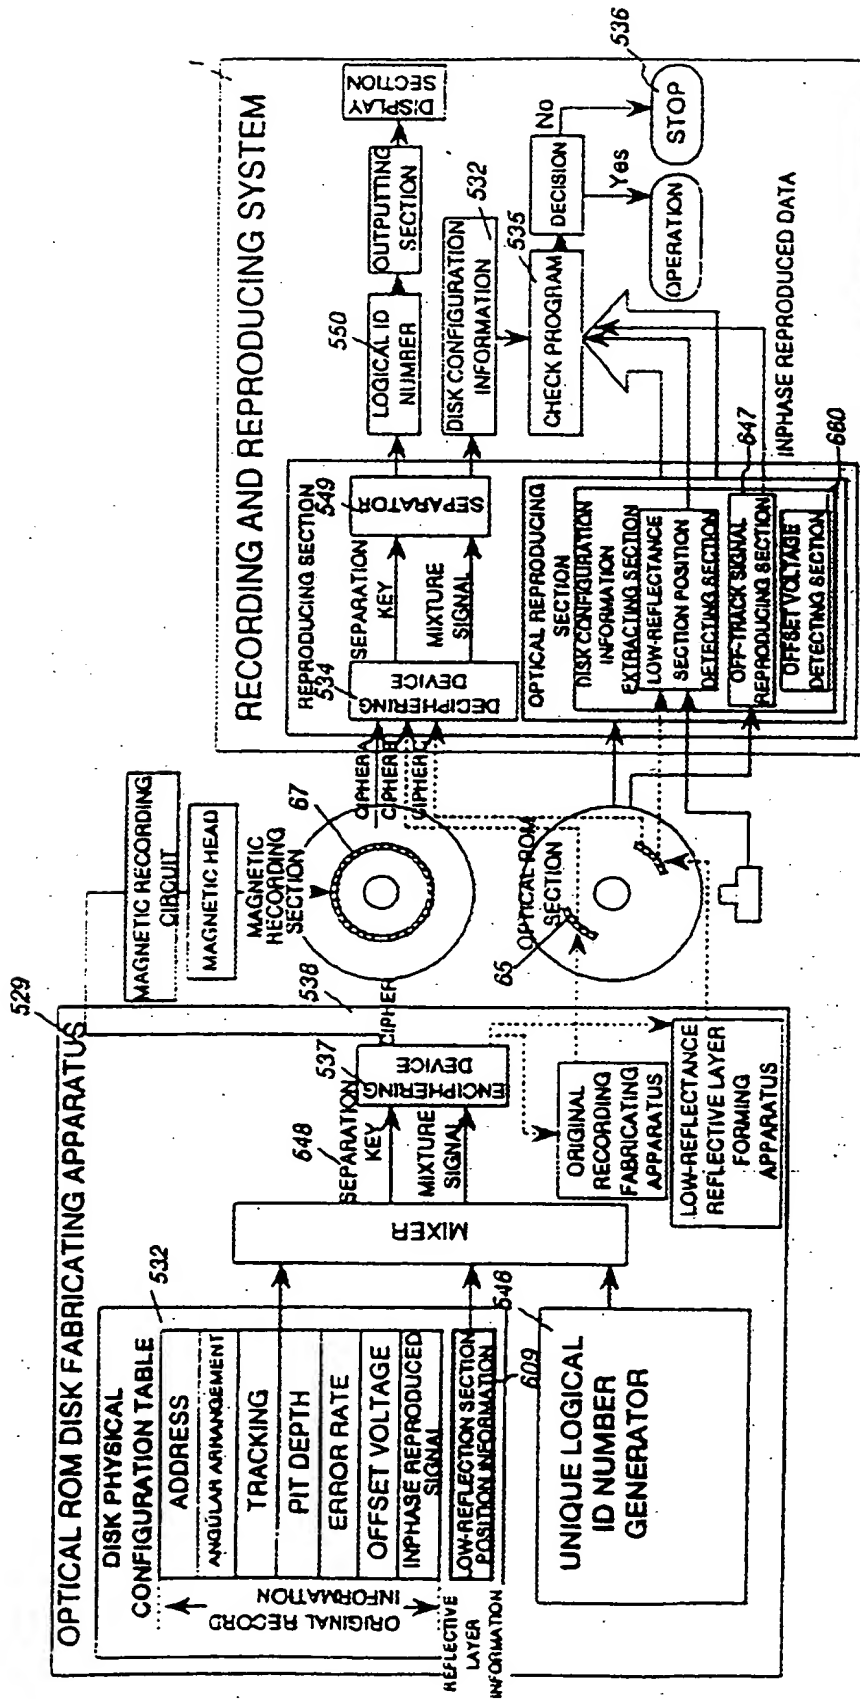 OPTICAL ROM DISK FABRICATING APPARATUS
529
DISK PHYSICAL
CONFIGURATION TABLE
532
ADDRESS
ANGULAR ARHANGEMENT
TRACKING
PIT DEPTH
ERROR RATE
OFFSET VOLTAGE
INPHASE REPRODUCED
SIGNAL
ORIGINAL RECORD
INFORMATION
LOW-REFLECTION SECTION
POSITION INFORMATION
609
REFLECTIVE
LAYER
INFORMATION
UNIQUE LOGICAL
ID NUMBER
GENERATOR
546
MIXER
648
SEPARATION
KEY
MIXTURE
SIGNAL
537
ENCIPHERING
DEVICE
538
CIPHER
ORIGINAL
RECORDING
FABRICATING
APPARATUS
LOW-REFLECTANCE
REFLECTIVE LAYER
FORMING
APPARATUS
MAGNETIC RECORDING
CIRCUIT
MAGNETIC HEAD
MAGNETIC
RECORDING
SECTION
67
OPTICAL ROM
SECTION
65
CIPHER A
CIPHER B
CIPHER
RECORDING AND REPRODUCING SYSTEM
REPRODUCING SECTION
534
DECIPHERING
DEVICE
SEPARATION
KEY
MIXTURE
SIGNAL
549
SEPARATOR
550
LOGICAL ID
NUMBER
OUTPUTTING
SECTION
DISPLAY
SECTION
DISK CONFIGURATION
INFORMATION
532
CHECK PROGRAM
535
DECISION
No
Yes
STOP
536
OPERATION
OPTICAL REPRODUCING
SECTION
DISK CONFIGURATION
INFORMATION
EXTRACTING SECTION
LOW-REFLECTANCE
SECTION POSITION
DETECTING SECTION
OFF-TRACK SIGNAL
REPRODUCING SECTION
647
OFFSET VOLTAGE
DETECTING SECTION
660
INPHASE REPRODUCED DATA